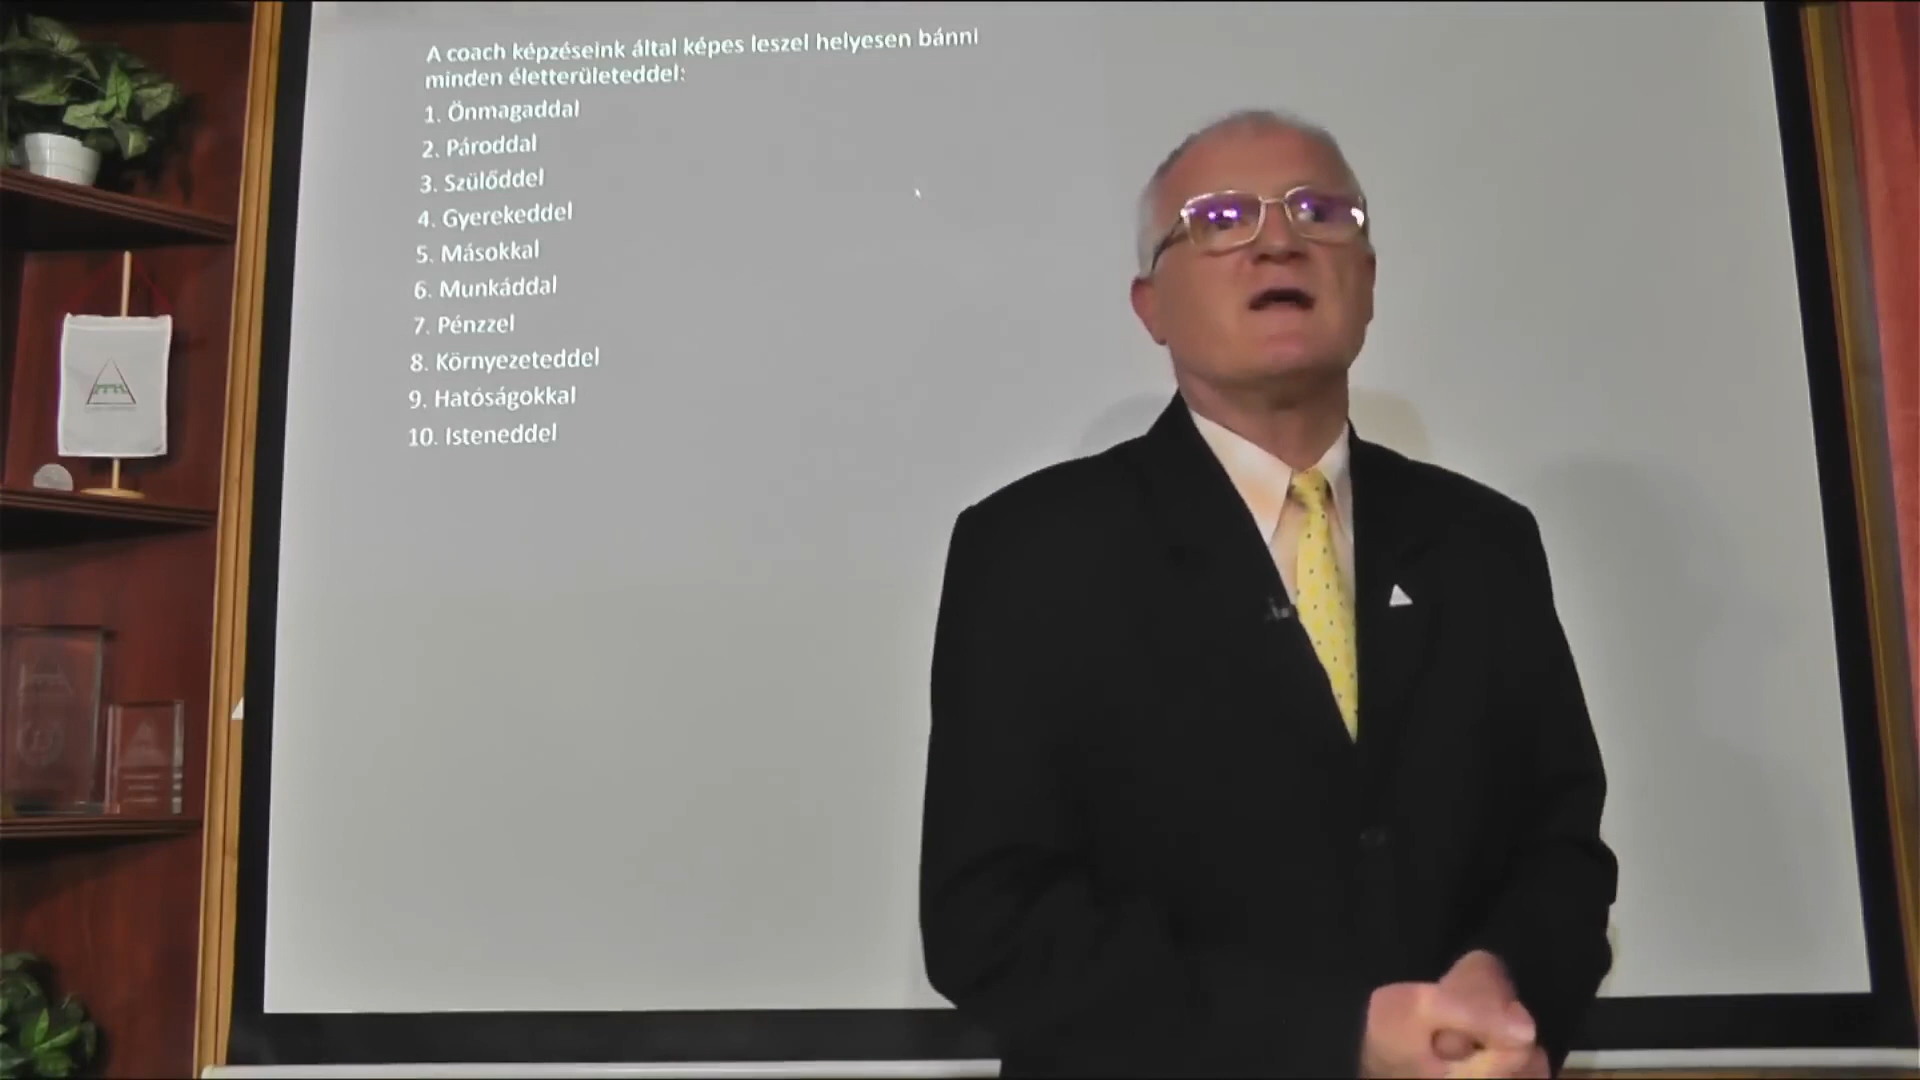 A coach képzéseink által képes leszel helyesen bánni
minden életterületeddel:
1. Önmagaddal
2. Pároddal
3. Szülőddel
4. Gyerekeddel
5. Másokkal
6. Munkáddal
7. Pénzzel
8. Környezeteddel
9. Hatóságokkal
10. Isteneddel